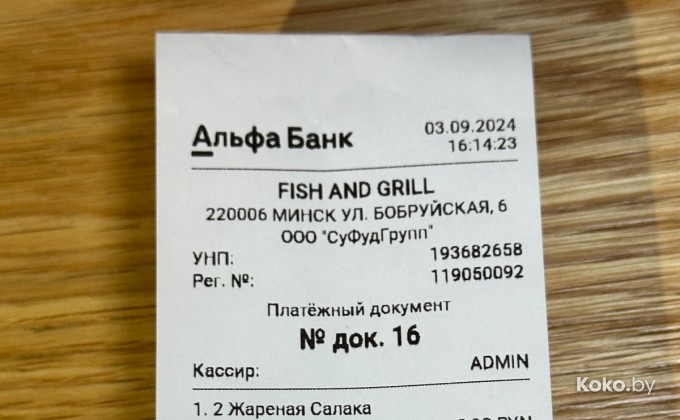 Альфа Банк
03.09.2024
16:14:23
FISH AND GRILL
220006 МИНСК УЛ. БОБРУЙСКАЯ, 6
ООО "СуФудГрупп"
УНП: 193682658
Рег. №: 119050092
Платёжный документ
№ док. 16
Кассир: ADMIN
1. 2 Жареная Салака
Koko.by